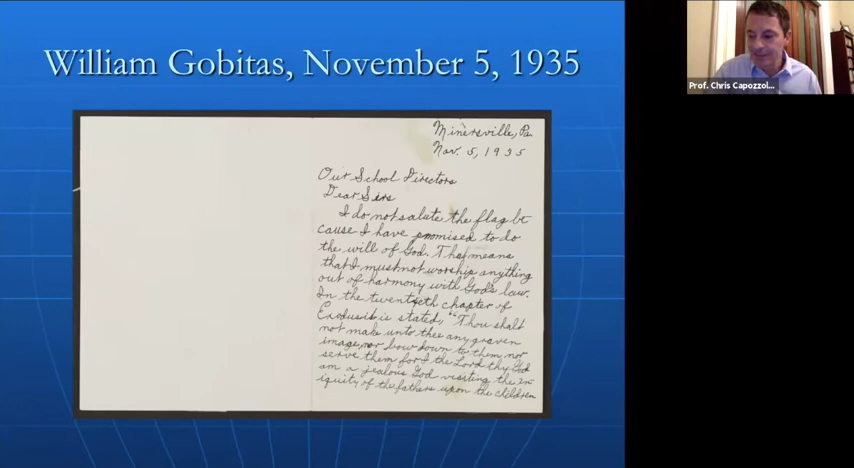 William Gobitas, November 5, 1935
Prof. Chris Capozzol...
Minersville, Pa.
Nov. 5, 1935
Our School Directors
Dear Sirs
I do not salute the flag be
cause I have promised to do
the will of God. That means
that I must not worship anything
out of harmony with God's law.
In the twentieth chapter of
Exodus it is stated, "Thou shalt
not make unto thee any graven
image, nor bow down to them nor
serve them for I the Lord thy God
am a jealous God visiting the in
iquity of the fathers upon the children